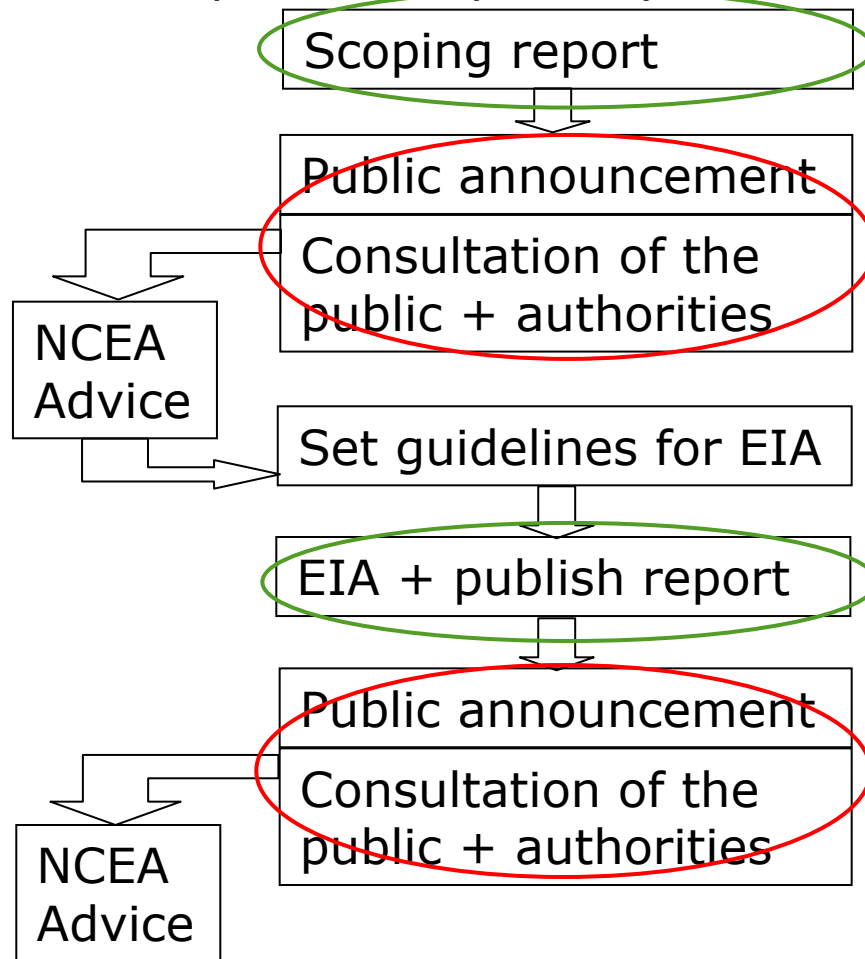 Scoping report
Public announcement
Consultation of the
public + authorities
NCEA
Advice
Set guidelines for EIA
EIA + publish report
Public announcement
Consultation of the
public + authorities
NCEA
Advice